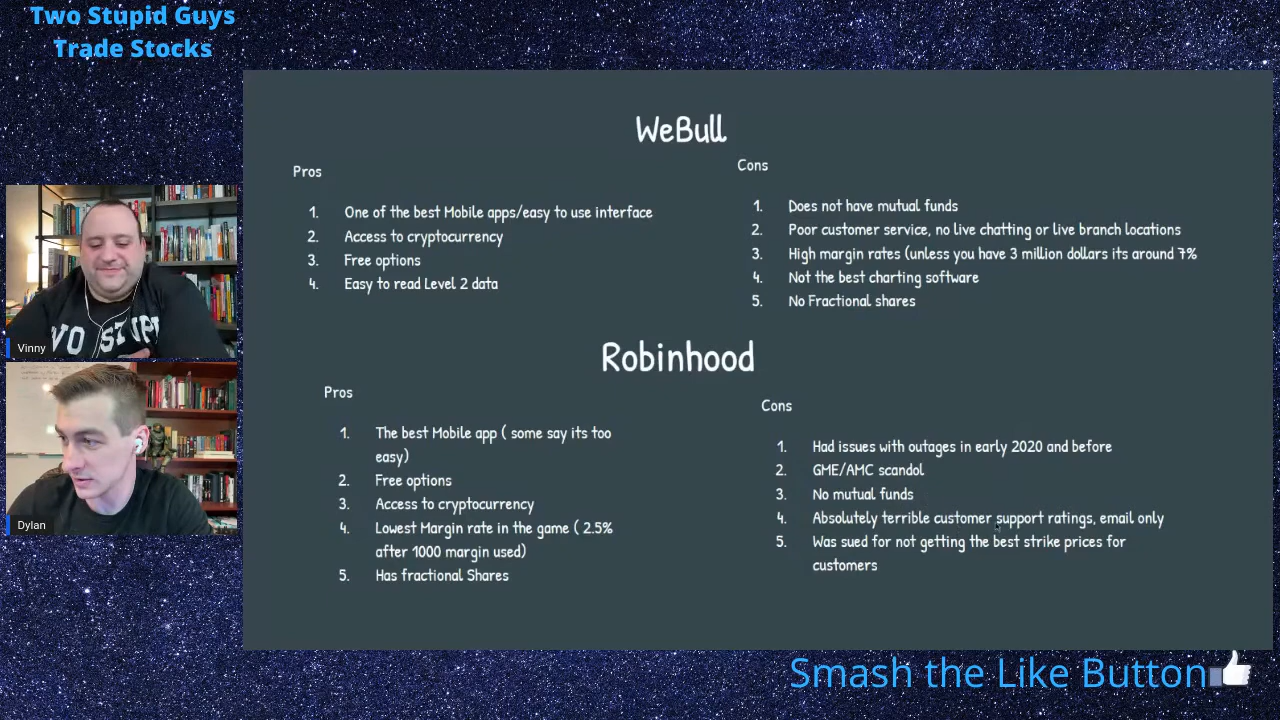 Two Stupid Guys
Trade Stocks
WeBull
Pros
1. One of the best Mobile apps/easy to use interface
2. Access to cryptocurrency
3. Free options
4. Easy to read Level 2 data
Cons
1. Does not have mutual funds
2. Poor customer service, no live chatting or live branch locations
3. High margin rates (unless you have 3 million dollars its around 7%
4. Not the best charting software
5. No Fractional shares
Robinhood
Pros
1. The best Mobile app ( some say its too
easy)
2. Free options
3. Access to cryptocurrency
4. Lowest Margin rate in the game ( 2.5%
after 1000 margin used)
5. Has fractional Shares
Cons
1. Had issues with outages in early 2020 and before
2. GME/AMC scandol
3. No mutual funds
4. Absolutely terrible customer support ratings, email only
5. Was sued for not getting the best strike prices for
customers
Vinny
Dylan
Smash the Like Button